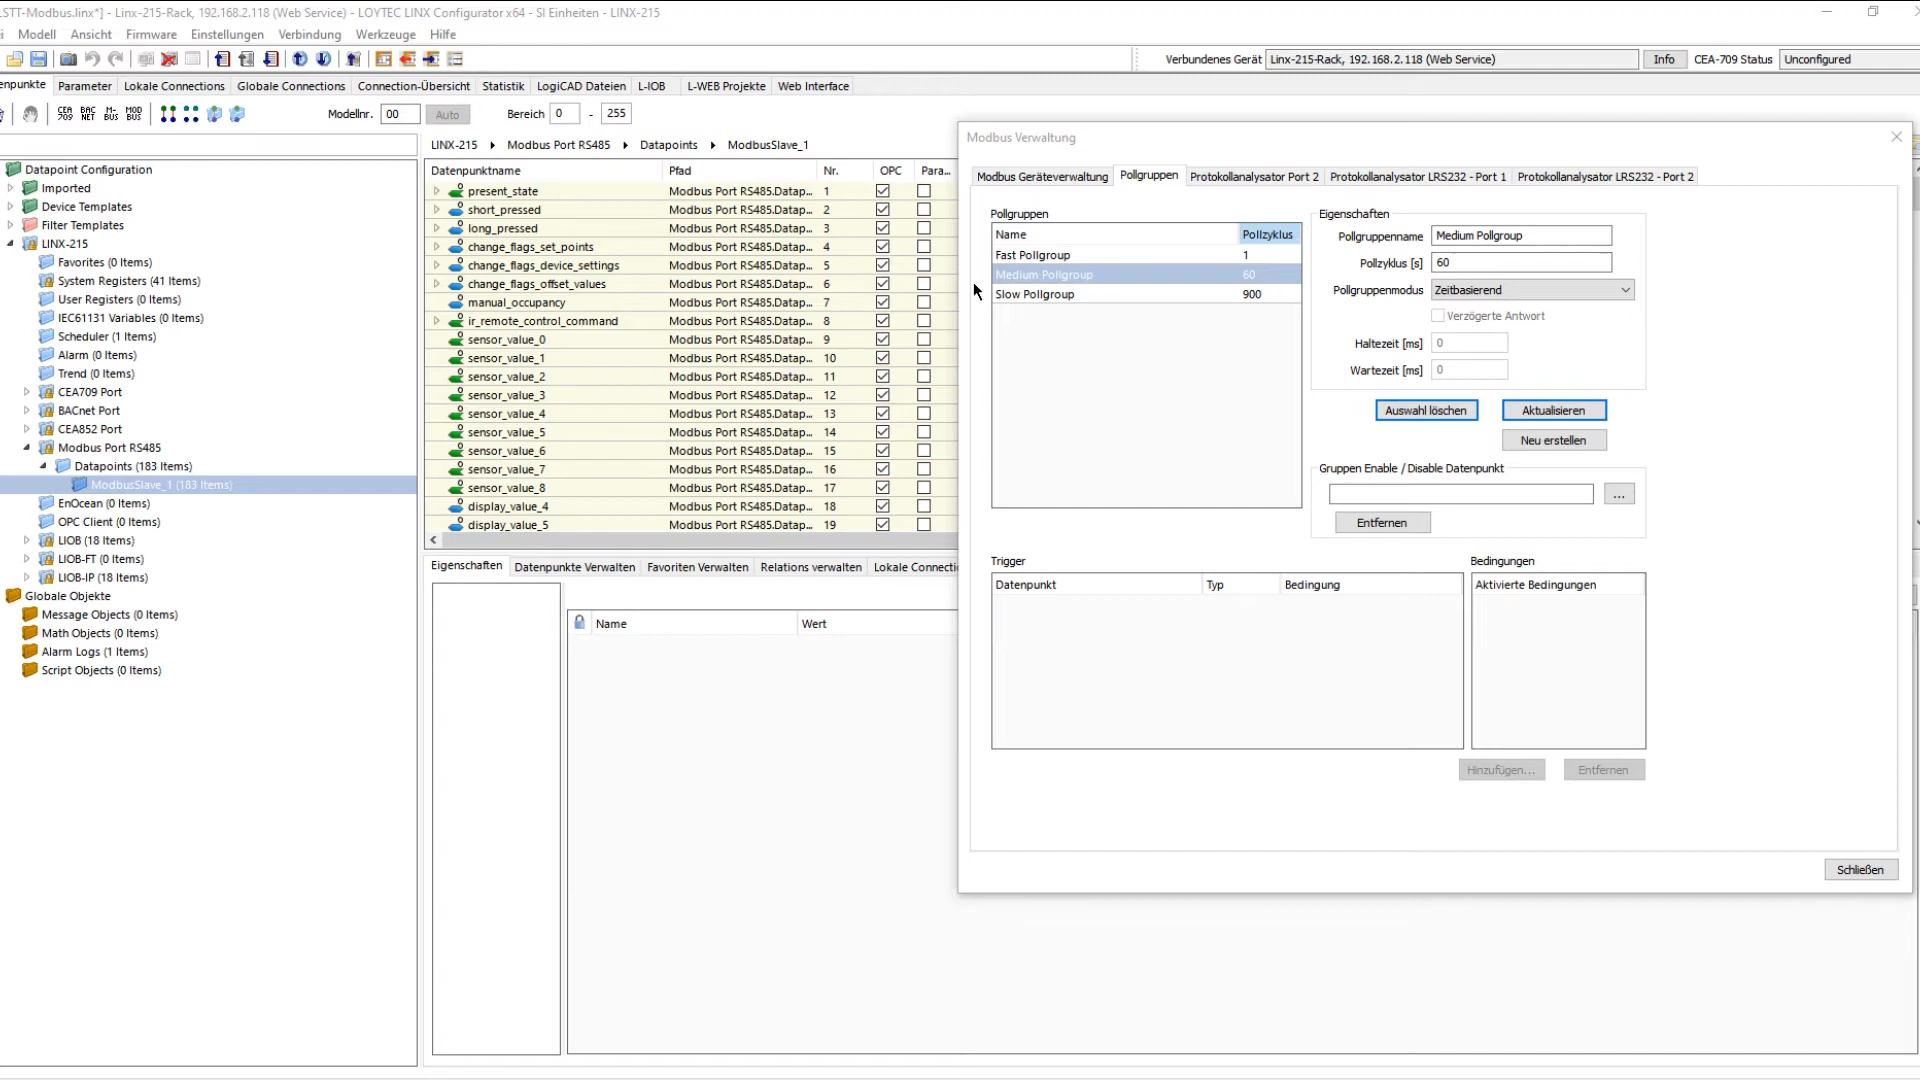 LSTT-Modbus.linx*] - Linx-215-Rack, 192.168.2.118 (Web Service) - LOYTEC LINX Configurator x64 - SI Einheiten - LINX-215
Modell Ansicht Firmware Einstellungen Verbindung Werkzeuge Hilfe
Verbundenes Gerät Linx-215-Rack, 192.168.2.118 (Web Service) Info CEA-709 Status Unconfigured
enpunkte Parameter Lokale Connections Globale Connections Connection-Übersicht Statistik LogiCAD Dateien L-IOB L-WEB Projekte Web Interface
CEA 709 BAC NET M-BUS MOD BUS Modellnr. 00 Auto Bereich 0 - 255
LINX-215 Modbus Port RS485 Datapoints ModbusSlave_1
Datapoint Configuration
Imported
Device Templates
Filter Templates
LINX-215
Favorites (0 Items)
System Registers (41 Items)
User Registers (0 Items)
IEC61131 Variables (0 Items)
Scheduler (1 Items)
Alarm (0 Items)
Trend (0 Items)
CEA709 Port
BACnet Port
CEA852 Port
Modbus Port RS485
Datapoints (183 Items)
ModbusSlave_1 (183 Items)
EnOcean (0 Items)
OPC Client (0 Items)
LIOB (18 Items)
LIOB-FT (0 Items)
LIOB-IP (18 Items)
Globale Objekte
Message Objects (0 Items)
Math Objects (0 Items)
Alarm Logs (1 Items)
Script Objects (0 Items)
Datenpunktname Pfad Nr. OPC Para...
present_state Modbus Port RS485.Datap... 1
short_pressed Modbus Port RS485.Datap... 2
long_pressed Modbus Port RS485.Datap... 3
change_flags_set_points Modbus Port RS485.Datap... 4
change_flags_device_settings Modbus Port RS485.Datap... 5
change_flags_offset_values Modbus Port RS485.Datap... 6
manual_occupancy Modbus Port RS485.Datap... 7
ir_remote_control_command Modbus Port RS485.Datap... 8
sensor_value_0 Modbus Port RS485.Datap... 9
sensor_value_1 Modbus Port RS485.Datap... 10
sensor_value_2 Modbus Port RS485.Datap... 11
sensor_value_3 Modbus Port RS485.Datap... 12
sensor_value_4 Modbus Port RS485.Datap... 13
sensor_value_5 Modbus Port RS485.Datap... 14
sensor_value_6 Modbus Port RS485.Datap... 15
sensor_value_7 Modbus Port RS485.Datap... 16
sensor_value_8 Modbus Port RS485.Datap... 17
display_value_4 Modbus Port RS485.Datap... 18
display_value_5 Modbus Port RS485.Datap... 19
Eigenschaften Datenpunkte Verwalten Favoriten Verwalten Relations verwalten Lokale Connecti
Name Wert
Modbus Verwaltung
Modbus Geräteverwaltung Pollgruppen Protokollanalysator Port 2 Protokollanalysator LRS232 - Port 1 Protokollanalysator LRS232 - Port 2
Pollgruppen
Name Pollzyklus
Fast Pollgroup 1
Medium Pollgroup 60
Slow Pollgroup 900
Eigenschaften
Pollgruppenname Medium Pollgroup
Pollzyklus [s] 60
Pollgruppenmodus Zeitbasierend
Verzögerte Antwort
Haltezeit [ms] 0
Wartezeit [ms] 0
Auswahl löschen Aktualisieren
Neu erstellen
Gruppen Enable / Disable Datenpunkt
...
Entfernen
Trigger
Datenpunkt Typ Bedingung
Bedingungen
Aktivierte Bedingungen
Hinzufügen... Entfernen
Schließen